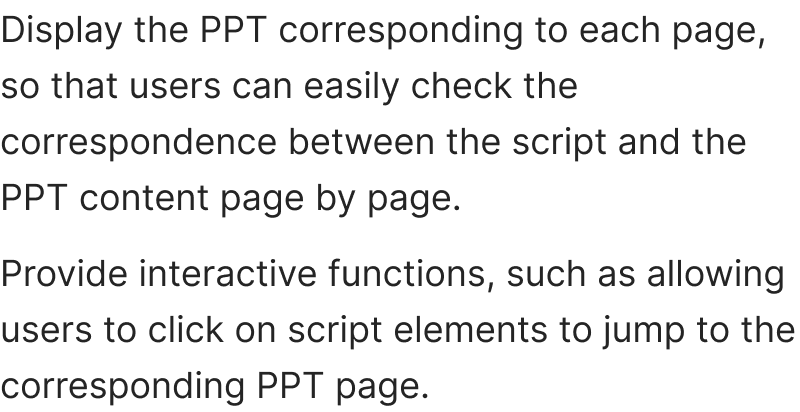 Display the PPT corresponding to each page,
so that users can easily check the
correspondence between the script and the
PPT content page by page.
Provide interactive functions, such as allowing
users to click on script elements to jump to the
corresponding PPT page.